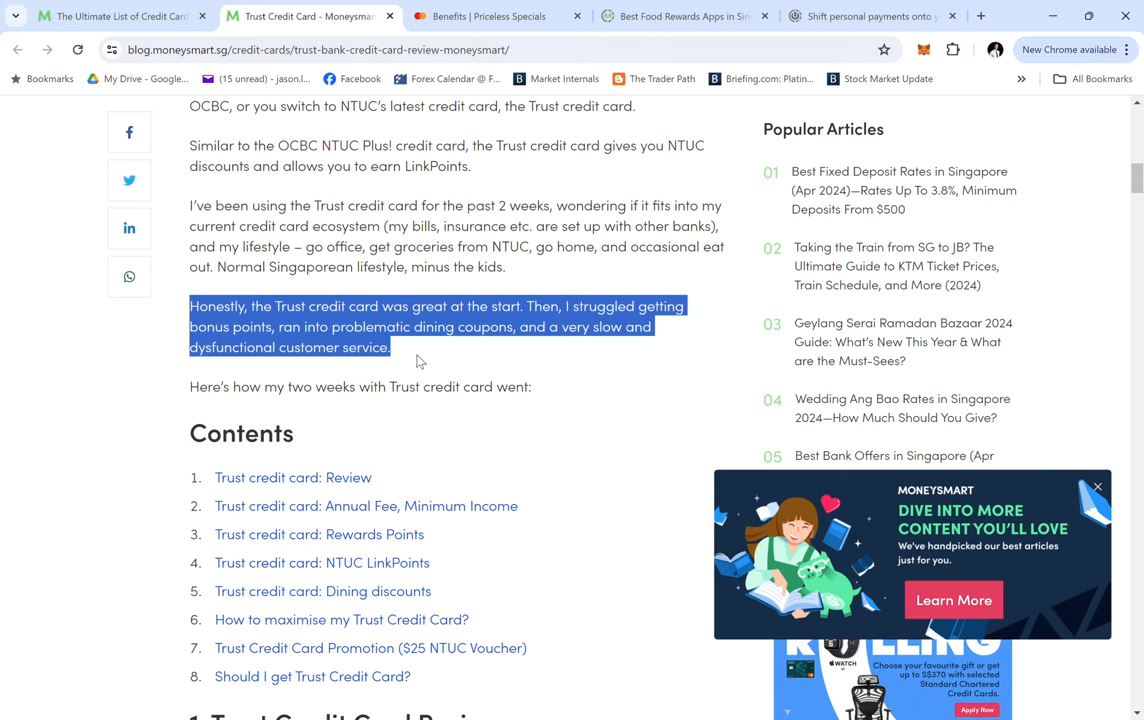 The Ultimate List of Credit Card
Trust Credit Card - Moneysmart
Benefits | Priceless Specials
Best Food Rewards Apps in Sin
Shift personal payments onto y
blog.moneysmart.sg/credit-cards/trust-bank-credit-card-review-moneysmart/
New Chrome available
Bookmarks
My Drive - Google...
(15 unread) - jason.l...
Facebook
Forex Calendar @ F...
Market Internals
The Trader Path
Briefing.com: Platin...
Stock Market Update
All Bookmarks
OCBC, or you switch to NTUC's latest credit card, the Trust credit card.
Similar to the OCBC NTUC Plus! credit card, the Trust credit card gives you NTUC
discounts and allows you to earn LinkPoints.
I've been using the Trust credit card for the past 2 weeks, wondering if it fits into my
current credit card ecosystem (my bills, insurance etc. are set up with other banks),
and my lifestyle – go office, get groceries from NTUC, go home, and occasional eat
out. Normal Singaporean lifestyle, minus the kids.
Honestly, the Trust credit card was great at the start. Then, I struggled getting
bonus points, ran into problematic dining coupons, and a very slow and
dysfunctional customer service.
Here's how my two weeks with Trust credit card went:
Contents
1. Trust credit card: Review
2. Trust credit card: Annual Fee, Minimum Income
3. Trust credit card: Rewards Points
4. Trust credit card: NTUC LinkPoints
5. Trust credit card: Dining discounts
6. How to maximise my Trust Credit Card?
7. Trust Credit Card Promotion ($25 NTUC Voucher)
8. Should I get Trust Credit Card?
1. Trust Credit Card Review
Popular Articles
01 Best Fixed Deposit Rates in Singapore
(Apr 2024)—Rates Up To 3.8%, Minimum
Deposits From $500
02 Taking the Train from SG to JB? The
Ultimate Guide to KTM Ticket Prices,
Train Schedule, and More (2024)
03 Geylang Serai Ramadan Bazaar 2024
Guide: What's New This Year & What
are the Must-Sees?
04 Wedding Ang Bao Rates in Singapore
2024—How Much Should You Give?
05 Best Bank Offers in Singapore (Apr
MONEYSMART
DIVE INTO MORE
CONTENT YOU'LL LOVE
We've handpicked our best articles
just for you.
Learn More
WATCH
Choose your favourite gift or get
up to S$370 with selected
Standard Chartered
Credit Cards.
Apply Now